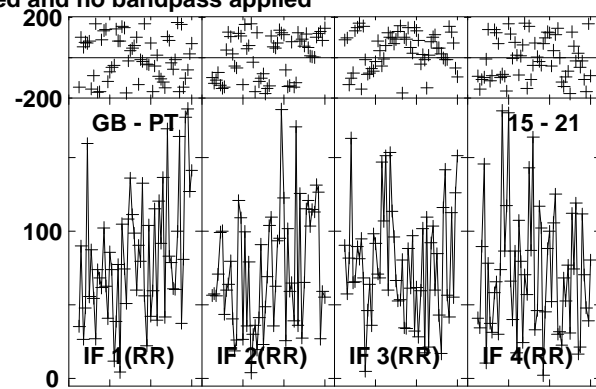 ed and no bandpass applied
200
-200
GB - PT
15 - 21
100
0
IF 1(RR)
IF 2(RR)
IF 3(RR)
IF 4(RR)